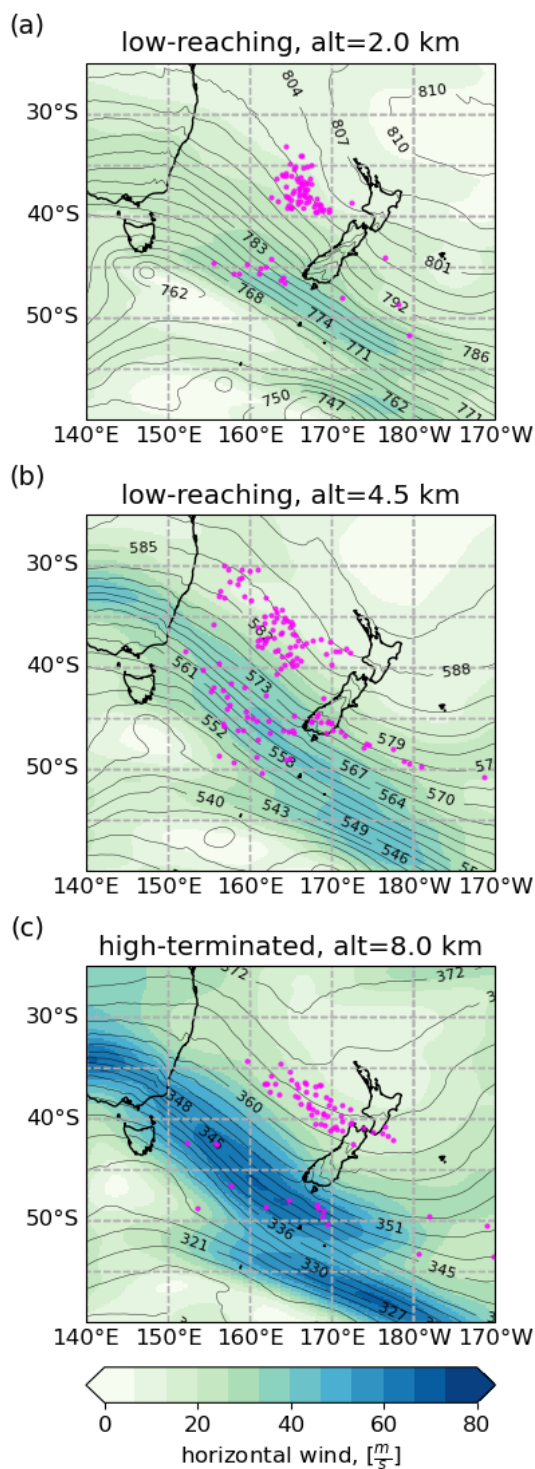 (a)
low-reaching, alt=2.0 km
30°S
40°S
50°S
804
810
807
810
783
801
762
768
792
774
771
786
750
747
762
771
140°E 150°E 160°E 170°E 180°W 170°W
(b)
low-reaching, alt=4.5 km
30°S
40°S
50°S
585
582
561
573
588
552
579
558
567
564
570
540
543
549
546
140°E 150°E 160°E 170°E 180°W 170°W
(c)
high-terminated, alt=8.0 km
30°S
40°S
50°S
372
372
348
360
345
336
351
321
330
345
327
140°E 150°E 160°E 170°E 180°W 170°W
0 20 40 60 80
horizontal wind, [m/s]